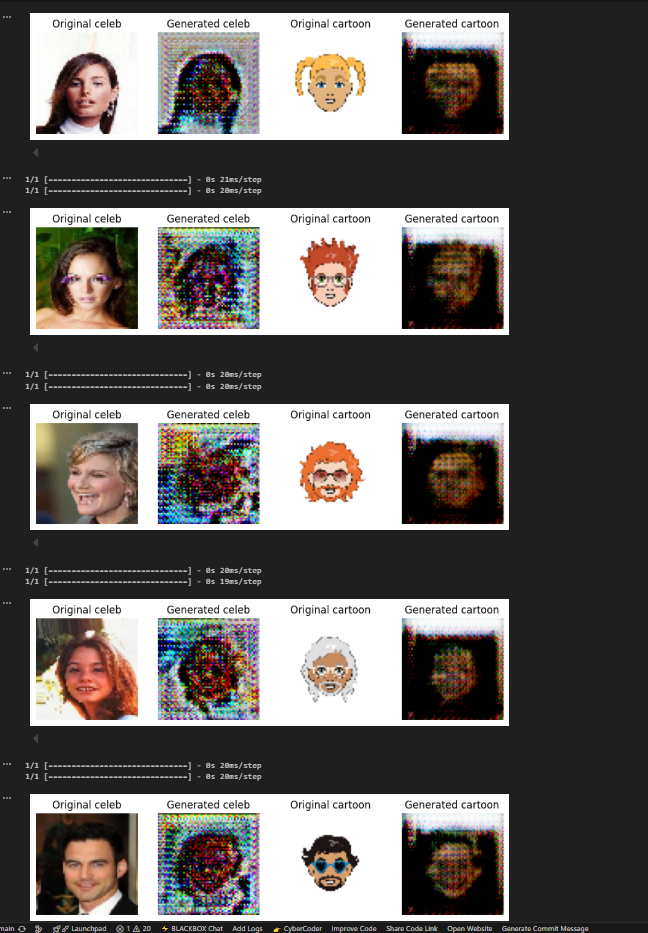 Original celeb Generated celeb Original cartoon Generated cartoon
1/1 [==============================] - 0s 21ms/step
1/1 [==============================] - 0s 20ms/step
Original celeb Generated celeb Original cartoon Generated cartoon
1/1 [==============================] - 0s 20ms/step
1/1 [==============================] - 0s 20ms/step
Original celeb Generated celeb Original cartoon Generated cartoon
1/1 [==============================] - 0s 20ms/step
1/1 [==============================] - 0s 19ms/step
Original celeb Generated celeb Original cartoon Generated cartoon
1/1 [==============================] - 0s 20ms/step
1/1 [==============================] - 0s 20ms/step
Original celeb Generated celeb Original cartoon Generated cartoon
main Launchpad 1 20 BLACKBOX Chat Add Logs CyberCoder Improve Code Share Code Link Open Website Generate Commit Message